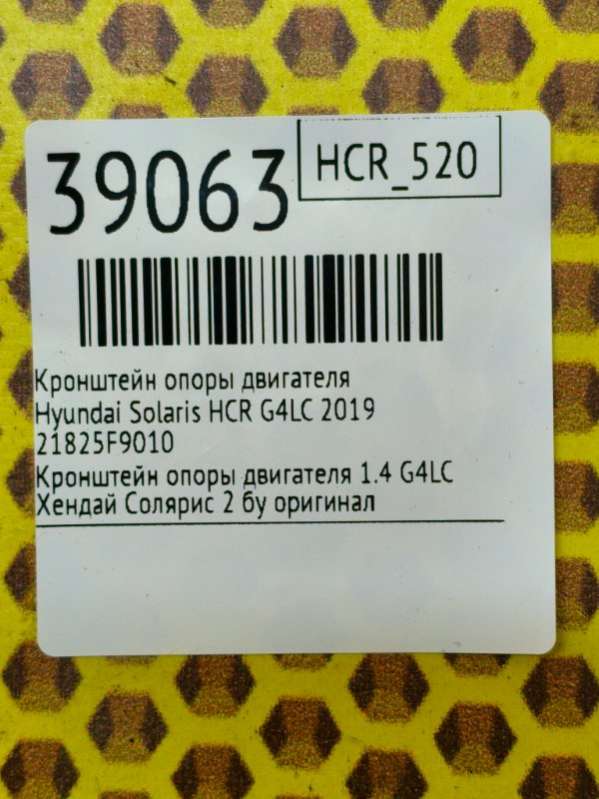 39063
HCR_520
Кронштейн опоры двигателя
Hyundai Solaris HCR G4LC 2019
21825F9010
Кронштейн опоры двигателя 1.4 G4LC
Хендай Солярис 2 бу оригинал